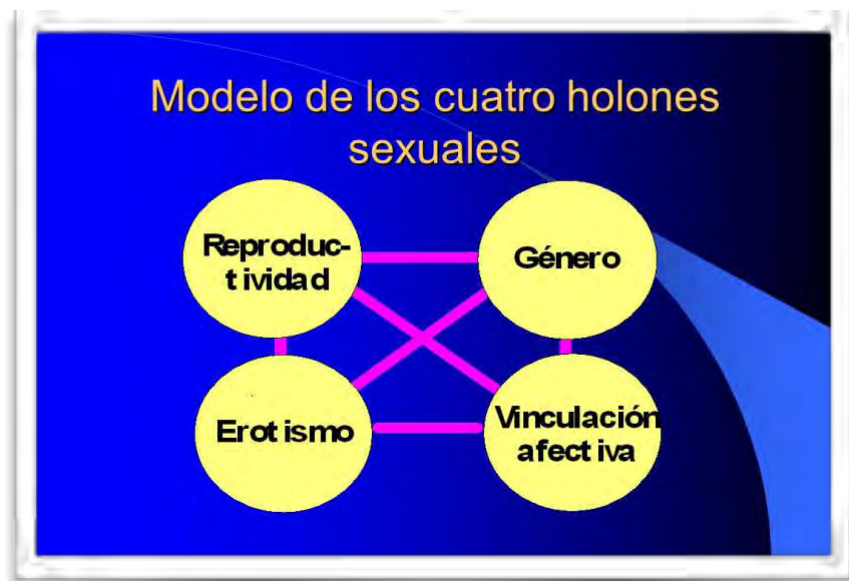 Modelo de los cuatro holones
sexuales
Reproduc-
tividad
Género
Erotismo
Vinculación
afectiva